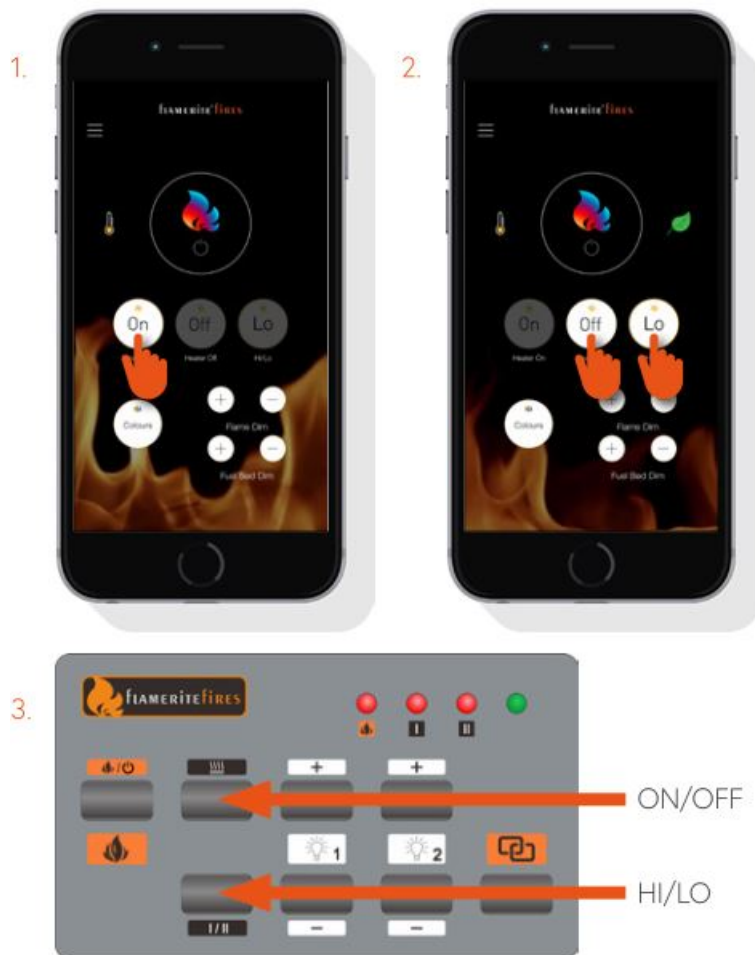 1.
flamerite fires
On
Off
Lo
Heater Off
Hi/Lo
Colours
+ −
Flame Dim
+ −
Fuel Bed Dim
2.
flamerite fires
On
Off
Lo
Heater On
Colours
+ −
Flame Dim
+ −
Fuel Bed Dim
3.
flameritefires
I
II
+
+
ON/OFF
1
2
HI/LO
I / II
−
−